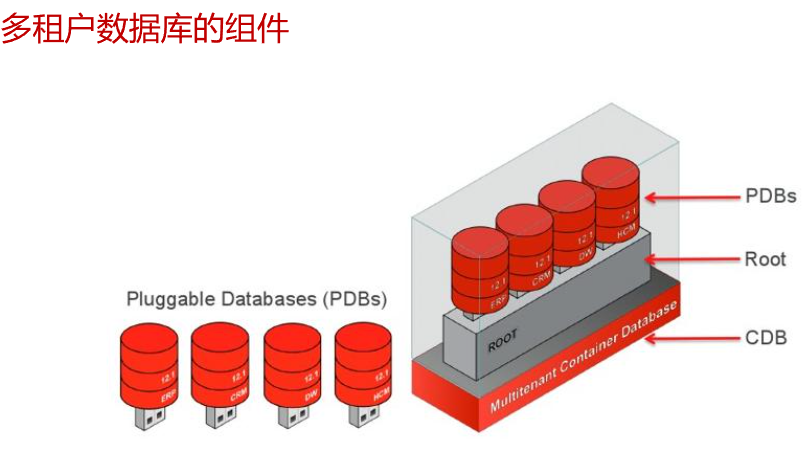 多租户数据库的组件
Pluggable Databases (PDBs)
12.1
ERP
12.1
CRM
12.1
DW
12.1
HCM
12.1
ERP
12.1
CRM
12.1
DW
12.1
HCM
ROOT
Multitenant Container Database
PDBs
Root
CDB